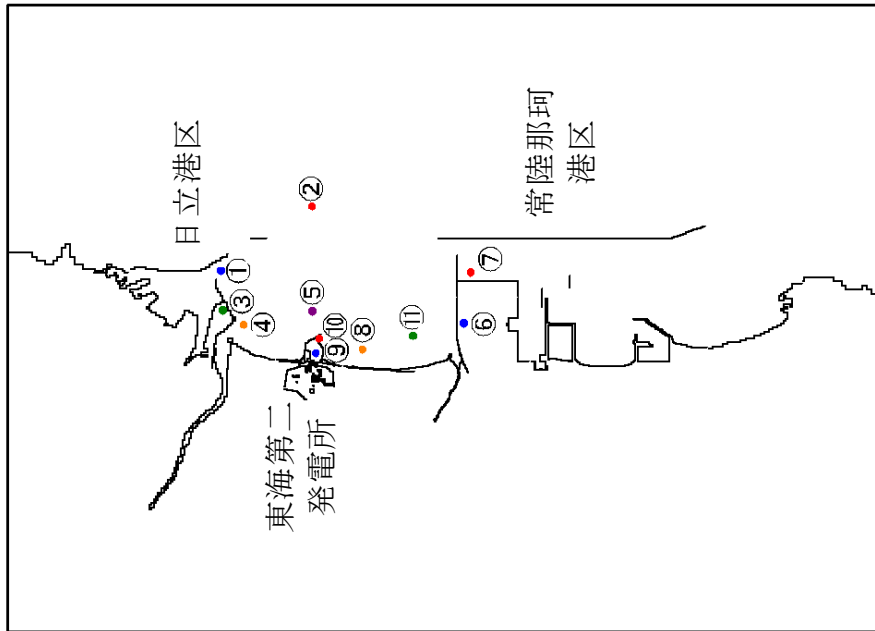 日立港区
常陸那珂
港区
東海第二
発電所
①
②
③
④
⑤
⑥
⑦
⑧
⑨
⑩
⑪